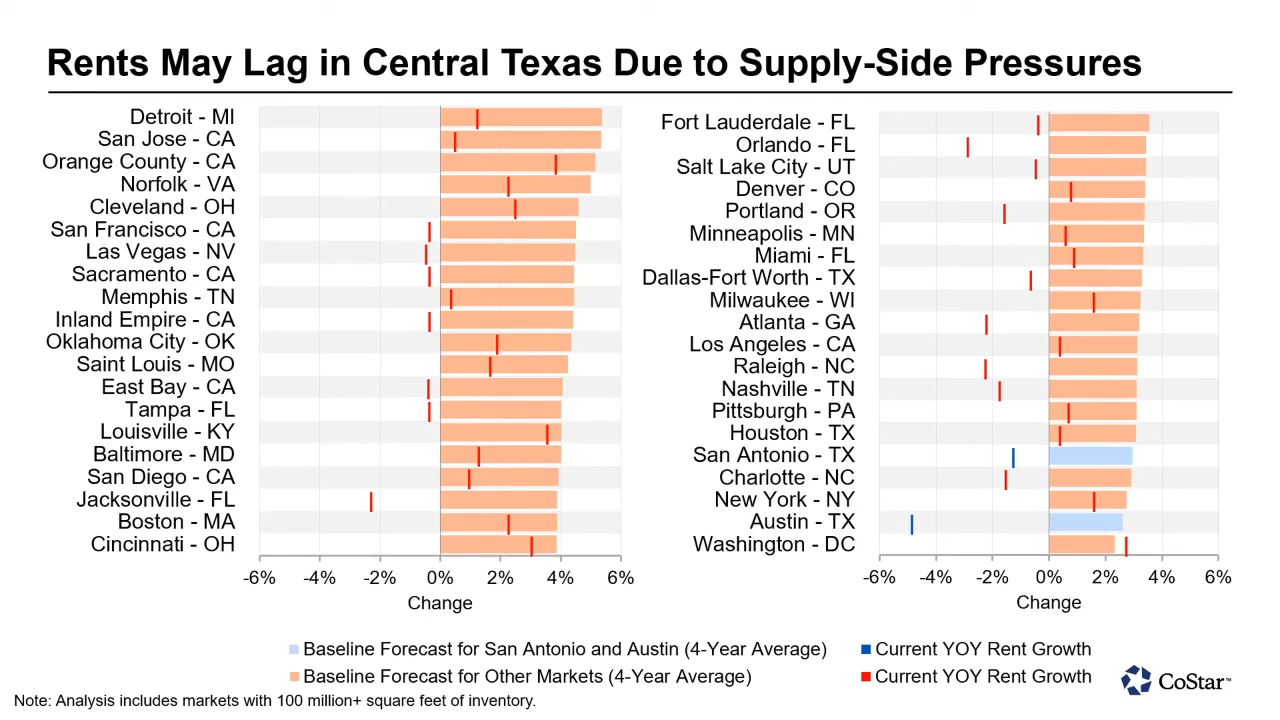 Rents May Lag in Central Texas Due to Supply-Side Pressures
Detroit - MI
San Jose - CA
Orange County - CA
Norfolk - VA
Cleveland - OH
San Francisco - CA
Las Vegas - NV
Sacramento - CA
Memphis - TN
Inland Empire - CA
Oklahoma City - OK
Saint Louis - MO
East Bay - CA
Tampa - FL
Louisville - KY
Baltimore - MD
San Diego - CA
Jacksonville - FL
Boston - MA
Cincinnati - OH
-6% -4% -2% 0% 2% 4% 6%
Change
Fort Lauderdale - FL
Orlando - FL
Salt Lake City - UT
Denver - CO
Portland - OR
Minneapolis - MN
Miami - FL
Dallas-Fort Worth - TX
Milwaukee - WI
Atlanta - GA
Los Angeles - CA
Raleigh - NC
Nashville - TN
Pittsburgh - PA
Houston - TX
San Antonio - TX
Charlotte - NC
New York - NY
Austin - TX
Washington - DC
-6% -4% -2% 0% 2% 4% 6%
Change
Baseline Forecast for San Antonio and Austin (4-Year Average)
Current YOY Rent Growth
Baseline Forecast for Other Markets (4-Year Average)
Current YOY Rent Growth
CoStar™
Note: Analysis includes markets with 100 million+ square feet of inventory.